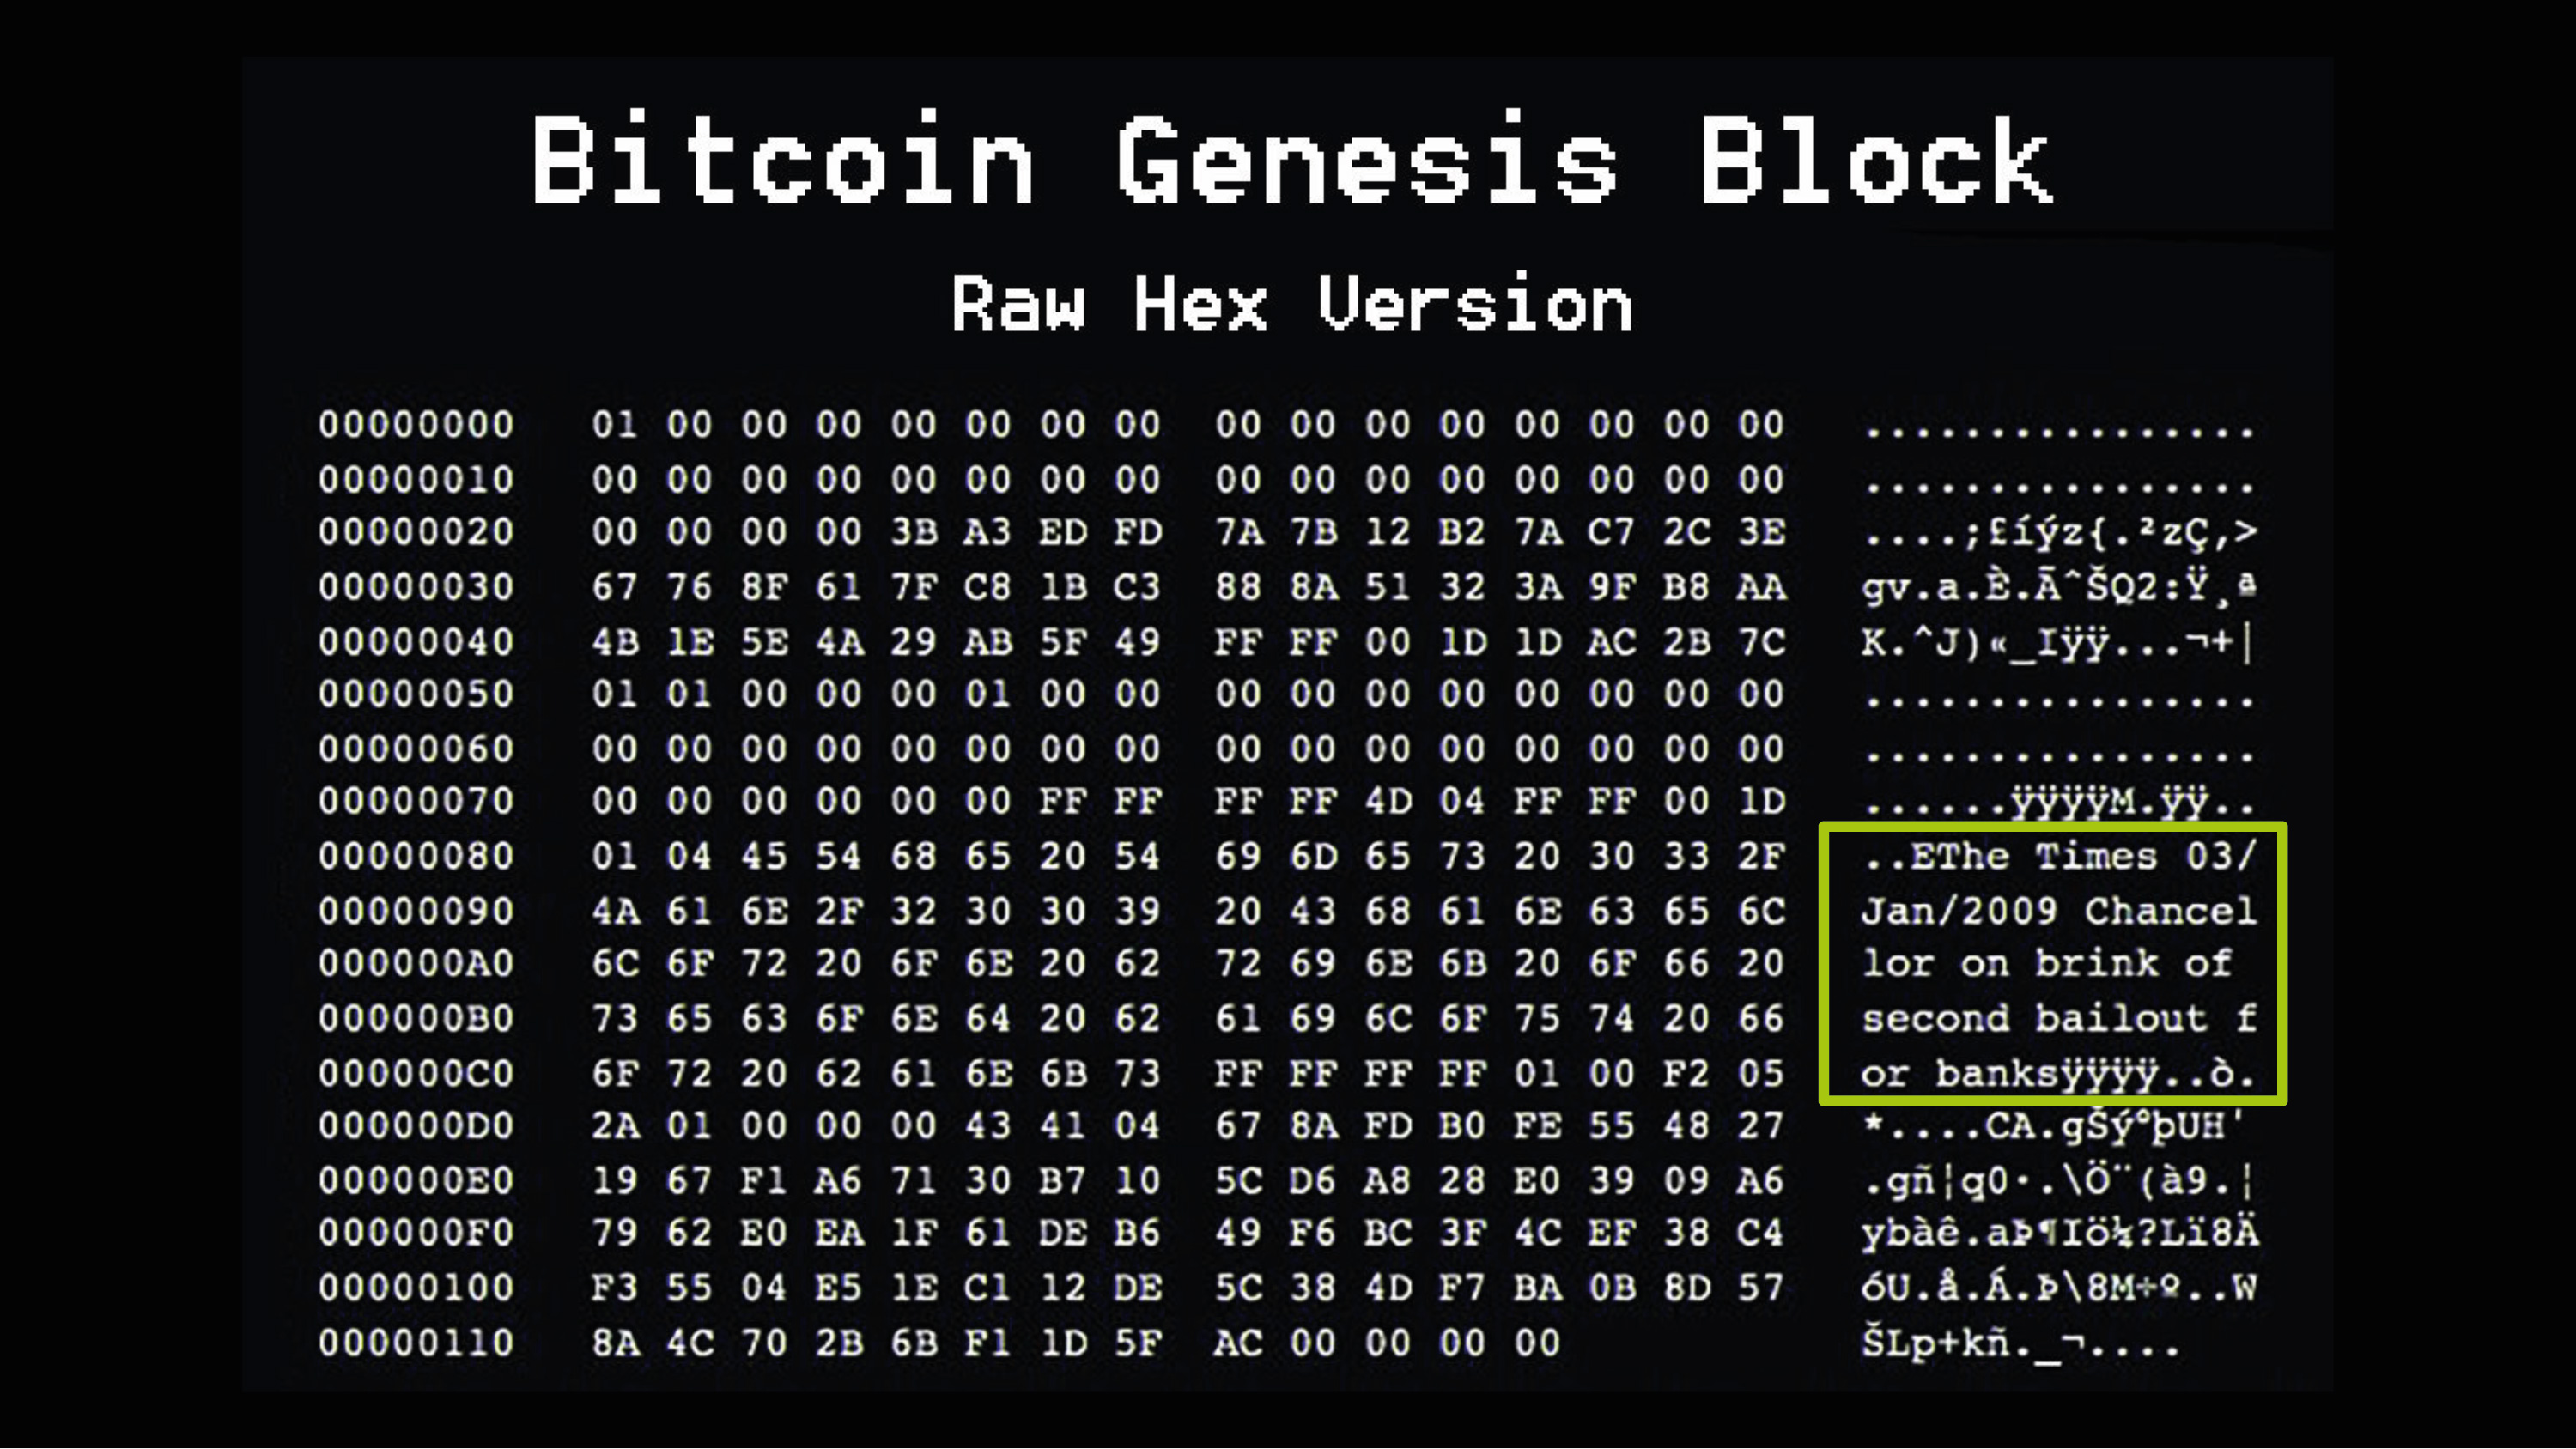 Bitcoin Genesis Block
Raw Hex Version
00000000 01 00 00 00 00 00 00 00 00 00 00 00 00 00 00 00 ................
00000010 00 00 00 00 00 00 00 00 00 00 00 00 00 00 00 00 ................
00000020 00 00 00 00 3B A3 ED FD 7A 7B 12 B2 7A C7 2C 3E ....;£íýz{.²zÇ,>
00000030 67 76 8F 61 7F C8 1B C3 88 8A 51 32 3A 9F B8 AA gv.a.È.ÃˆŠQ2:Ÿ¸ª
00000040 4B 1E 5E 4A 29 AB 5F 49 FF FF 00 1D 1D AC 2B 7C K.^J)«_Iÿÿ...¬+|
00000050 01 01 00 00 00 01 00 00 00 00 00 00 00 00 00 00 ................
00000060 00 00 00 00 00 00 00 00 00 00 00 00 00 00 00 00 ................
00000070 00 00 00 00 00 00 FF FF FF FF 4D 04 FF FF 00 1D ......ÿÿÿÿM.ÿÿ..
00000080 01 04 45 54 68 65 20 54 69 6D 65 73 20 30 33 2F ..EThe Times 03/
00000090 4A 61 6E 2F 32 30 30 39 20 43 68 61 6E 63 65 6C Jan/2009 Chancel
000000A0 6C 6F 72 20 6F 6E 20 62 72 69 6E 6B 20 6F 66 20 lor on brink of
000000B0 73 65 63 6F 6E 64 20 62 61 69 6C 6F 75 74 20 66 second bailout f
000000C0 6F 72 20 62 61 6E 6B 73 FF FF FF FF 01 00 F2 05 or banksÿÿÿÿ..ò.
000000D0 2A 01 00 00 00 43 41 04 67 8A FD B0 FE 55 48 27 *....CA.gŠý°þUH'
000000E0 19 67 F1 A6 71 30 B7 10 5C D6 A8 28 E0 39 09 A6 .gñ¦q0·.\Ö¨(à9.¦
000000F0 79 62 E0 EA 1F 61 DE B6 49 F6 BC 3F 4C EF 38 C4 ybàê.aÞ¶Iö¼?Lï8Ä
00000100 F3 55 04 E5 1E C1 12 DE 5C 38 4D F7 BA 0B 8D 57 óU.å.Á.Þ\8M÷º..W
00000110 8A 4C 70 2B 6B F1 1D 5F AC 00 00 00 00 ŠLp+kñ._¬....